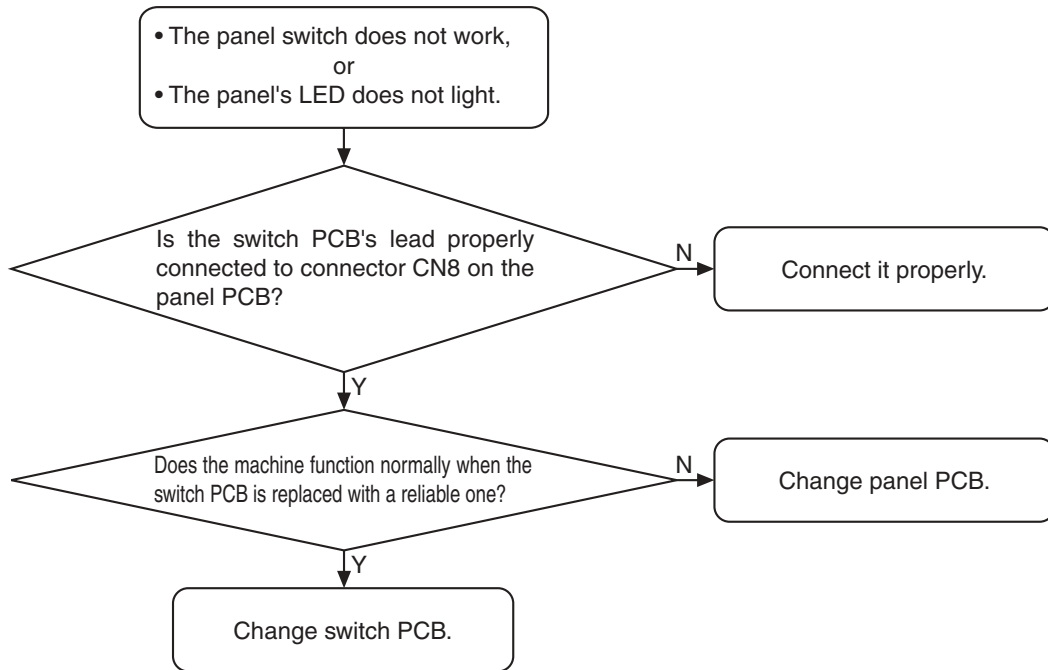 • The panel switch does not work,
or
• The panel's LED does not light.
Is the switch PCB's lead properly
connected to connector CN8 on the
panel PCB?
N
Connect it properly.
Y
Does the machine function normally when the
switch PCB is replaced with a reliable one?
N
Change panel PCB.
Y
Change switch PCB.